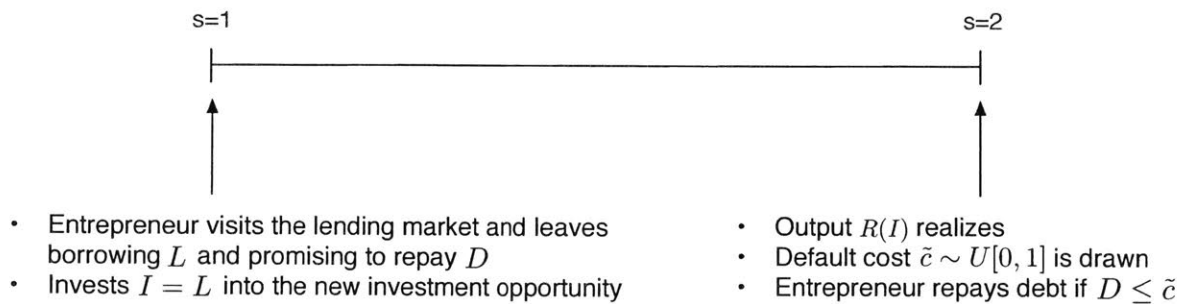 s=1
s=2
• Entrepreneur visits the lending market and leaves
borrowing L and promising to repay D
• Invests I = L into the new investment opportunity
• Output R(I) realizes
• Default cost c̃ ∼ U[0, 1] is drawn
• Entrepreneur repays debt if D ≤ c̃